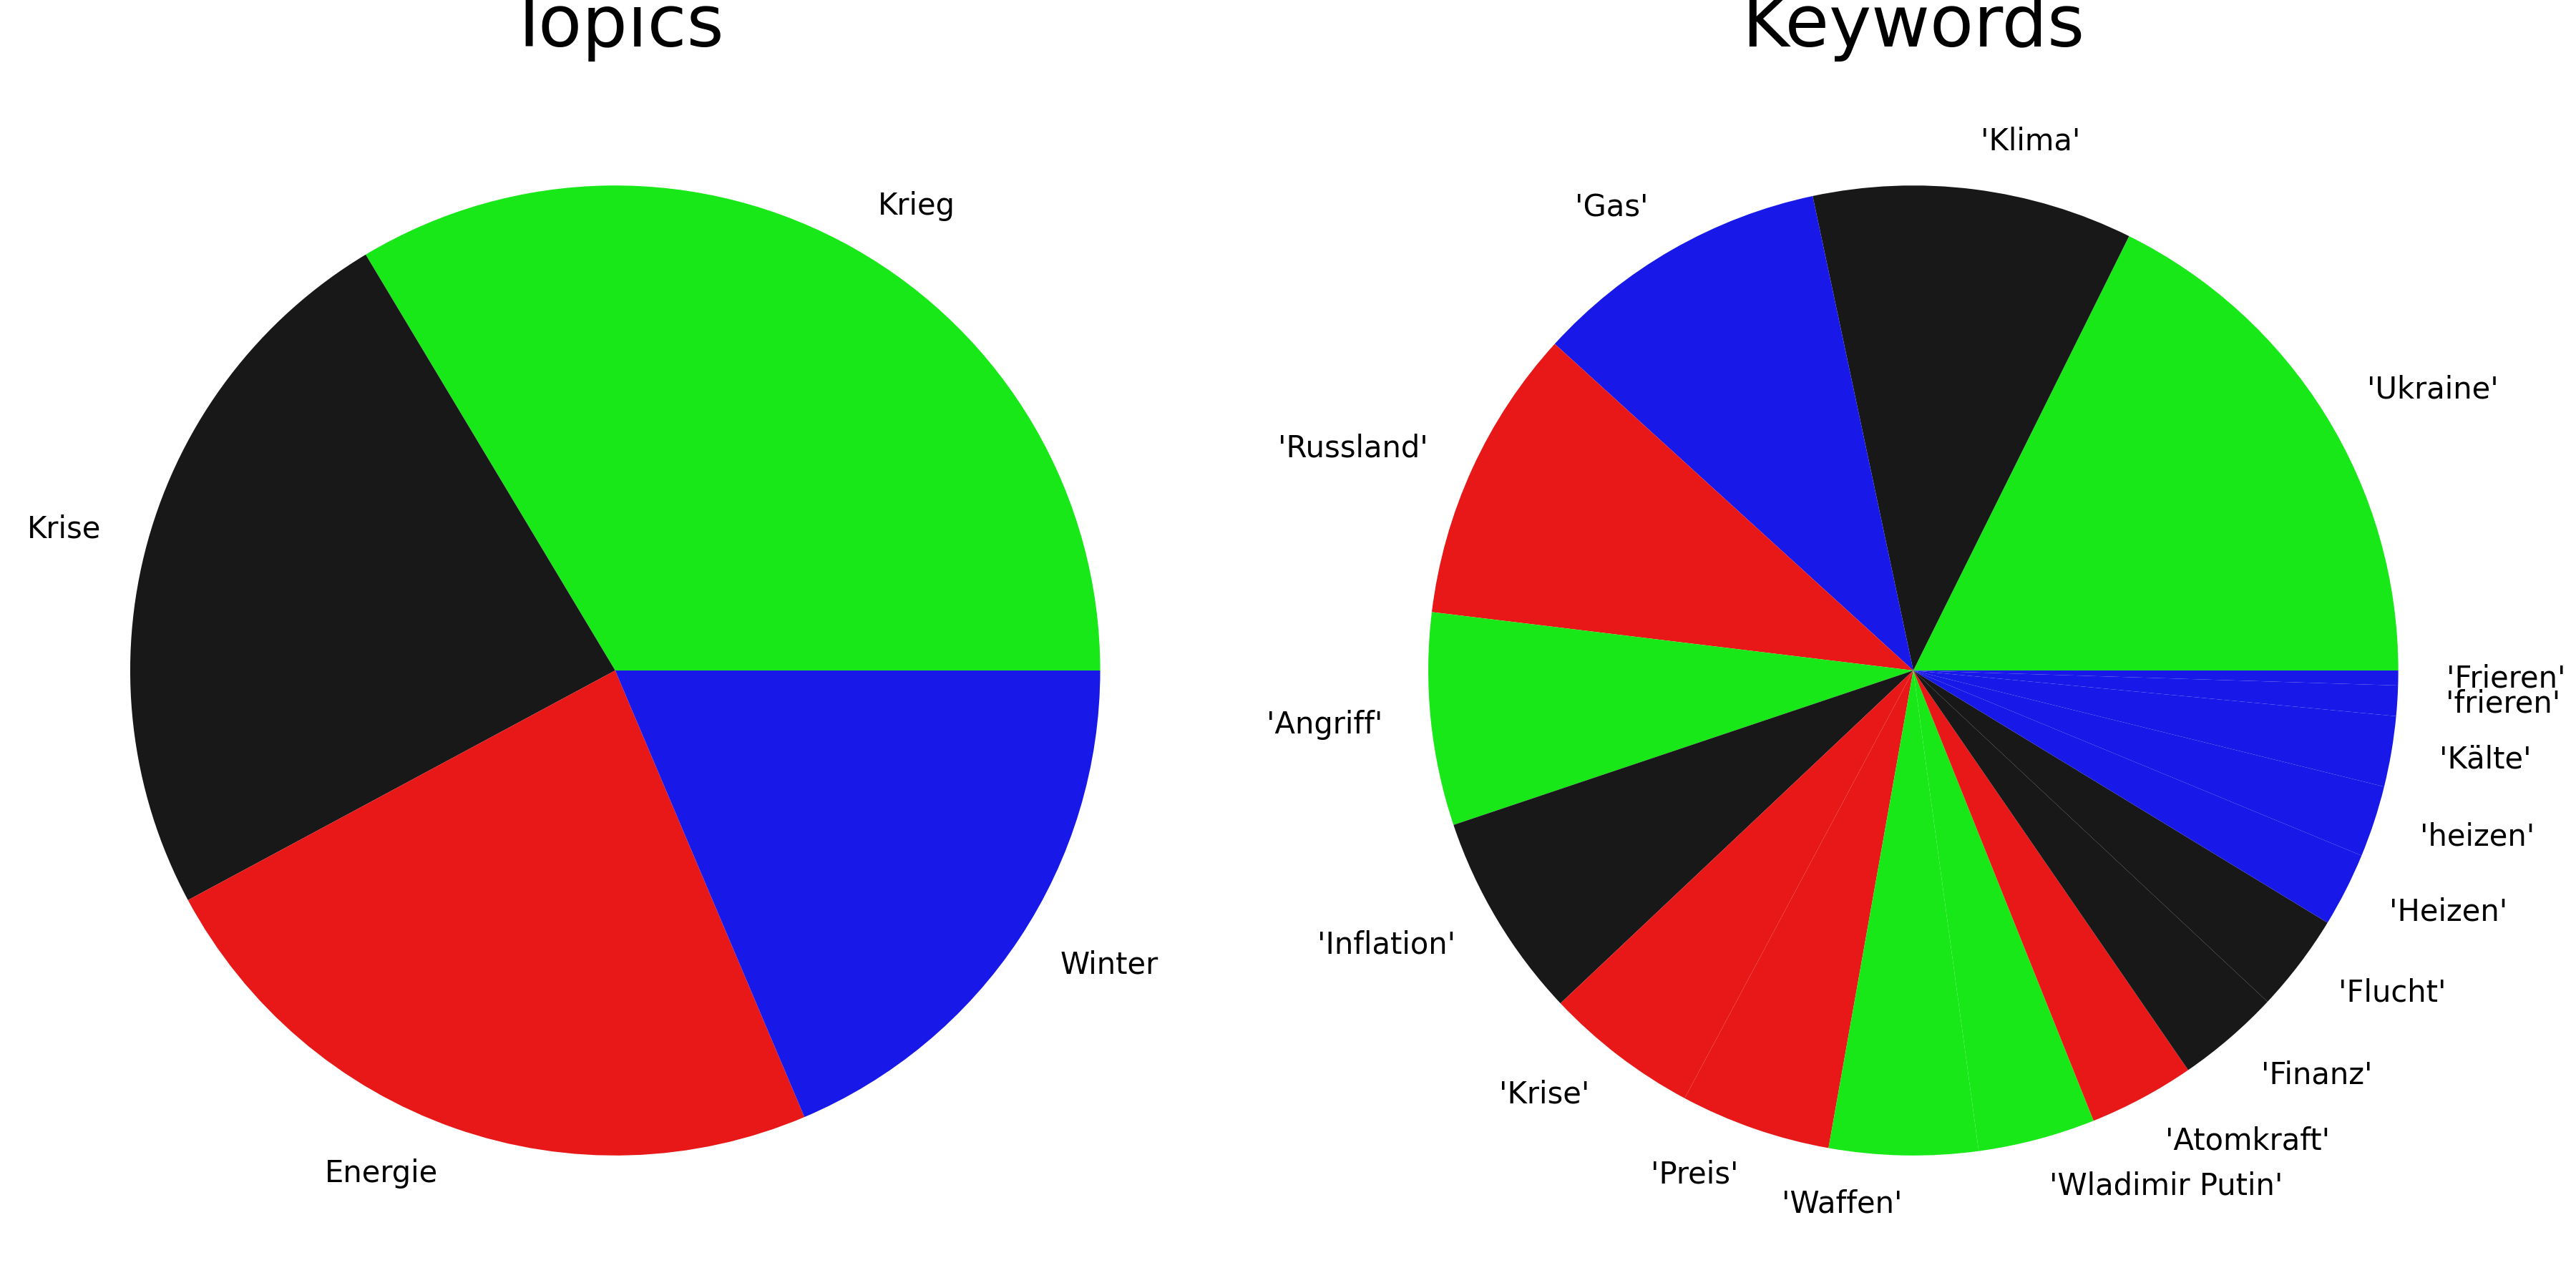 Topics
Krieg
Krise
Energie
Winter
Keywords
'Ukraine'
'Klima'
'Gas'
'Russland'
'Angriff'
'Inflation'
'Krise'
'Preis'
'Waffen'
'Wladimir Putin'
'Atomkraft'
'Finanz'
'Flucht'
'Heizen'
'heizen'
'Kälte'
'frieren'
'Frieren'